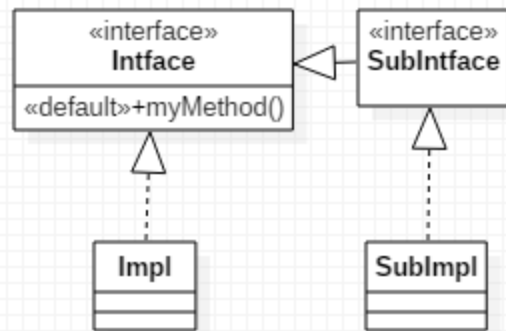 «interface»
Intface
«default»+myMethod()
«interface»
SubIntface
Impl
SubImpl